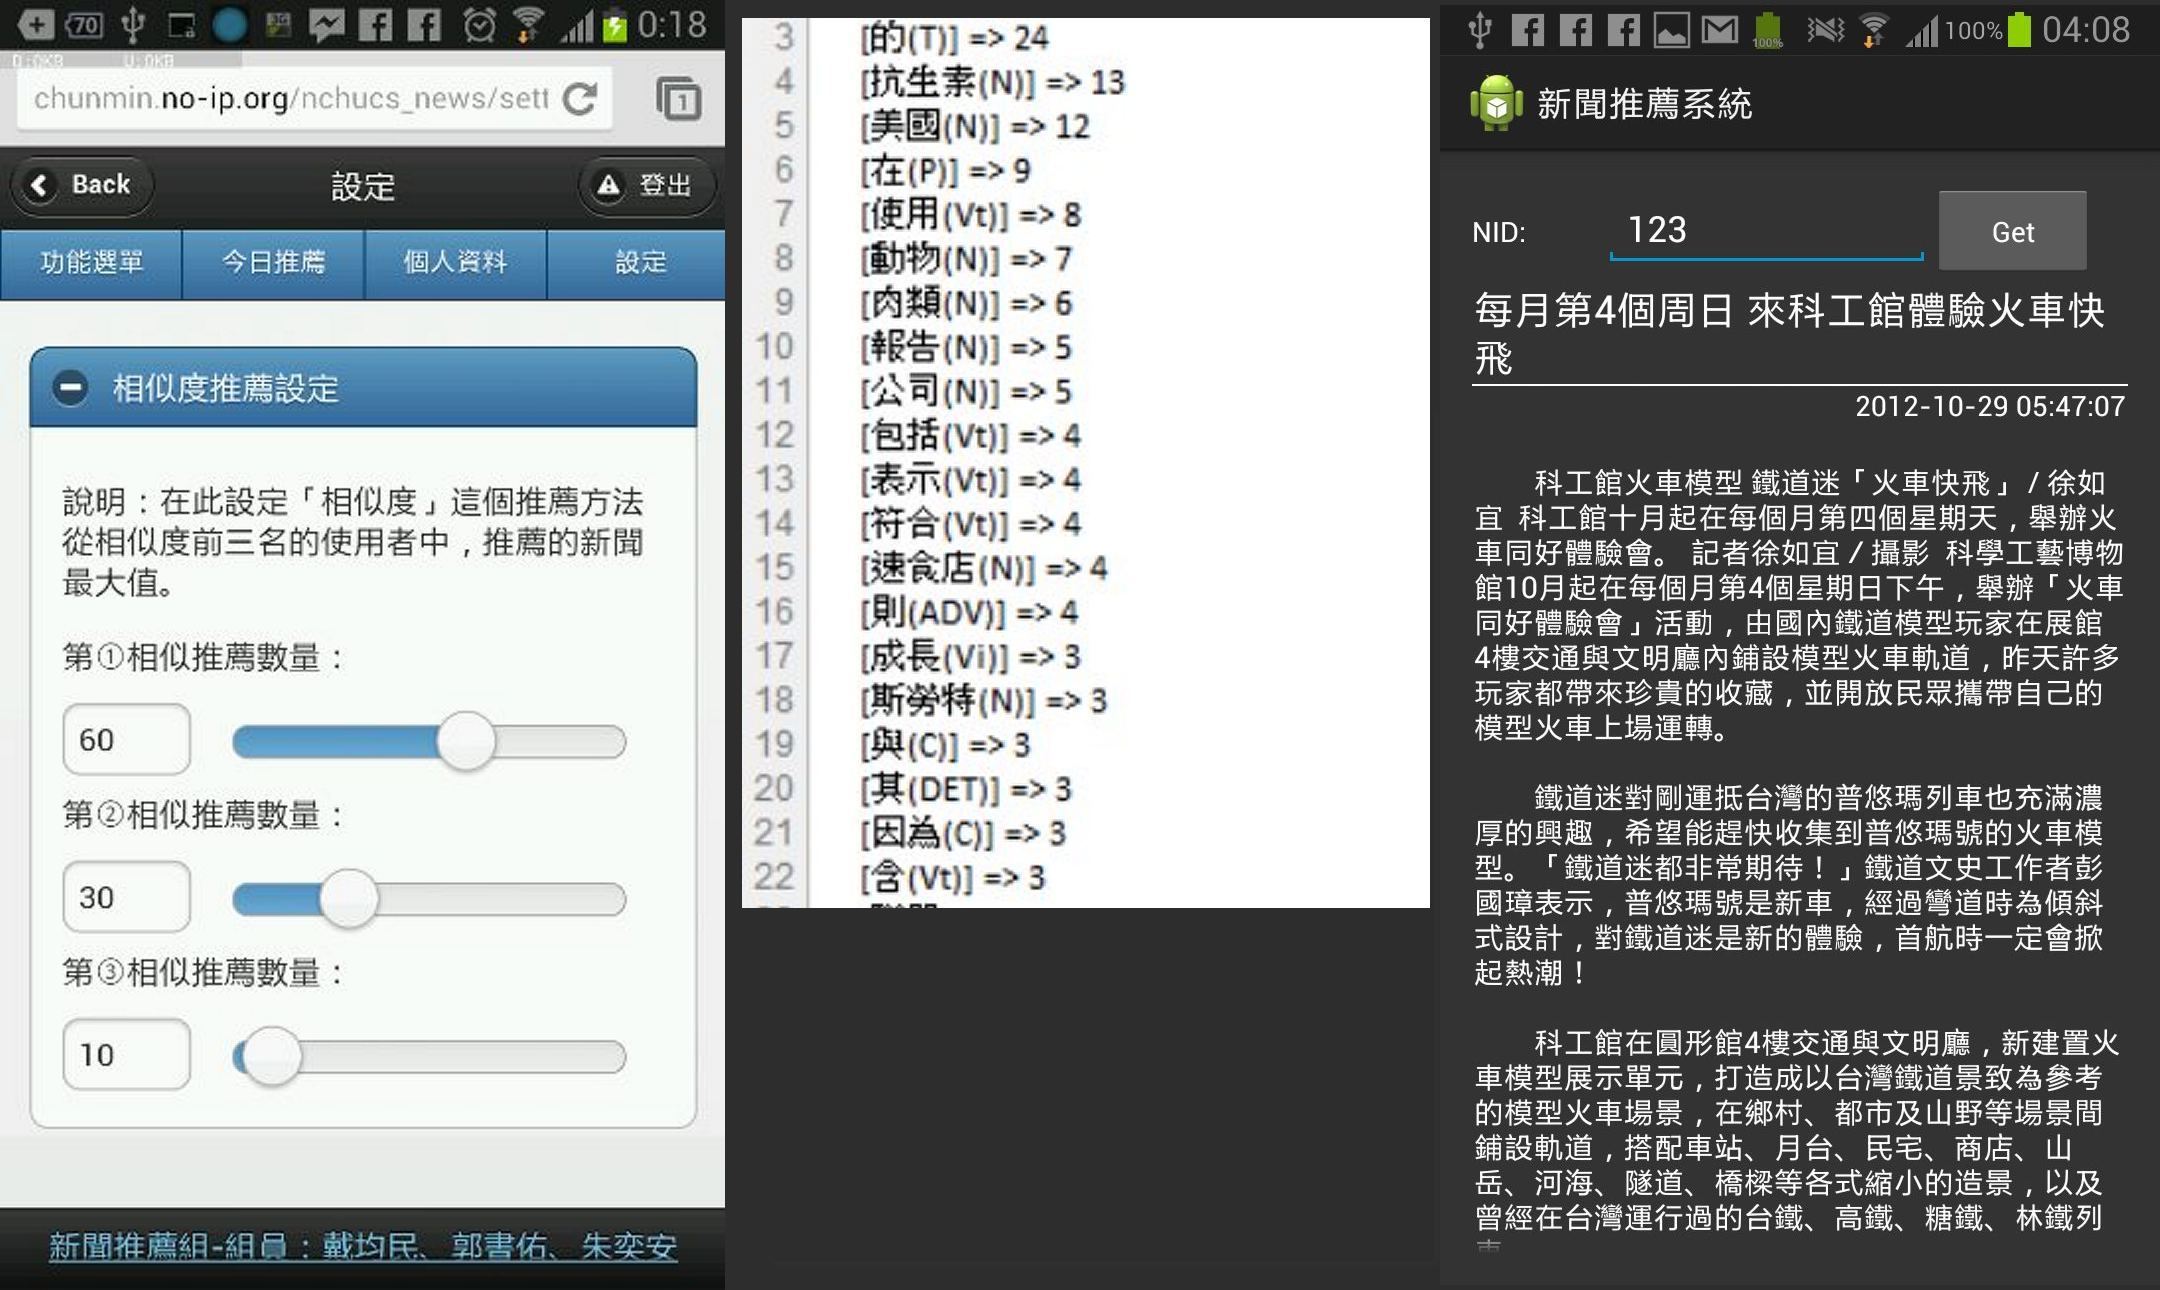 70
0:18
D:0KB U:0KB
chunmin.no-ip.org/nchucs_news/sett
1
Back
設定
登出
功能選單
今日推薦
個人資料
設定
相似度推薦設定
說明：在此設定「相似度」這個推薦方法
從相似度前三名的使用者中，推薦的新聞
最大值。
第①相似推薦數量：
60
第②相似推薦數量：
30
第③相似推薦數量：
10
新聞推薦組-組員：戴均民、郭書佑、朱奕安
3 [的(T)] => 24
4 [抗生素(N)] => 13
5 [美國(N)] => 12
6 [在(P)] => 9
7 [使用(Vt)] => 8
8 [動物(N)] => 7
9 [肉類(N)] => 6
10 [報告(N)] => 5
11 [公司(N)] => 5
12 [包括(Vt)] => 4
13 [表示(Vt)] => 4
14 [符合(Vt)] => 4
15 [速食店(N)] => 4
16 [則(ADV)] => 4
17 [成長(Vi)] => 3
18 [斯勞特(N)] => 3
19 [與(C)] => 3
20 [其(DET)] => 3
21 [因為(C)] => 3
22 [含(Vt)] => 3
100%
100%
04:08
新聞推薦系統
NID:
123
Get
每月第4個周日 來科工館體驗火車快
飛
2012-10-29 05:47:07
科工館火車模型 鐵道迷「火車快飛」 / 徐如
宜 科工館十月起在每個月第四個星期天，舉辦火
車同好體驗會。 記者徐如宜／攝影 科學工藝博物
館10月起在每個月第4個星期日下午，舉辦「火車
同好體驗會」活動，由國內鐵道模型玩家在展館
4樓交通與文明廳內鋪設模型火車軌道，昨天許多
玩家都帶來珍貴的收藏，並開放民眾攜帶自己的
模型火車上場運轉。
鐵道迷對剛運抵台灣的普悠瑪列車也充滿濃
厚的興趣，希望能趕快收集到普悠瑪號的火車模
型。「鐵道迷都非常期待！」鐵道文史工作者彭
國璋表示，普悠瑪號是新車，經過彎道時為傾斜
式設計，對鐵道迷是新的體驗，首航時一定會掀
起熱潮！
科工館在圓形館4樓交通與文明廳，新建置火
車模型展示單元，打造成以台灣鐵道景致為參考
的模型火車場景，在鄉村、都市及山野等場景間
鋪設軌道，搭配車站、月台、民宅、商店、山
岳、河海、隧道、橋樑等各式縮小的造景，以及
曾經在台灣運行過的台鐵、高鐵、糖鐵、林鐵列